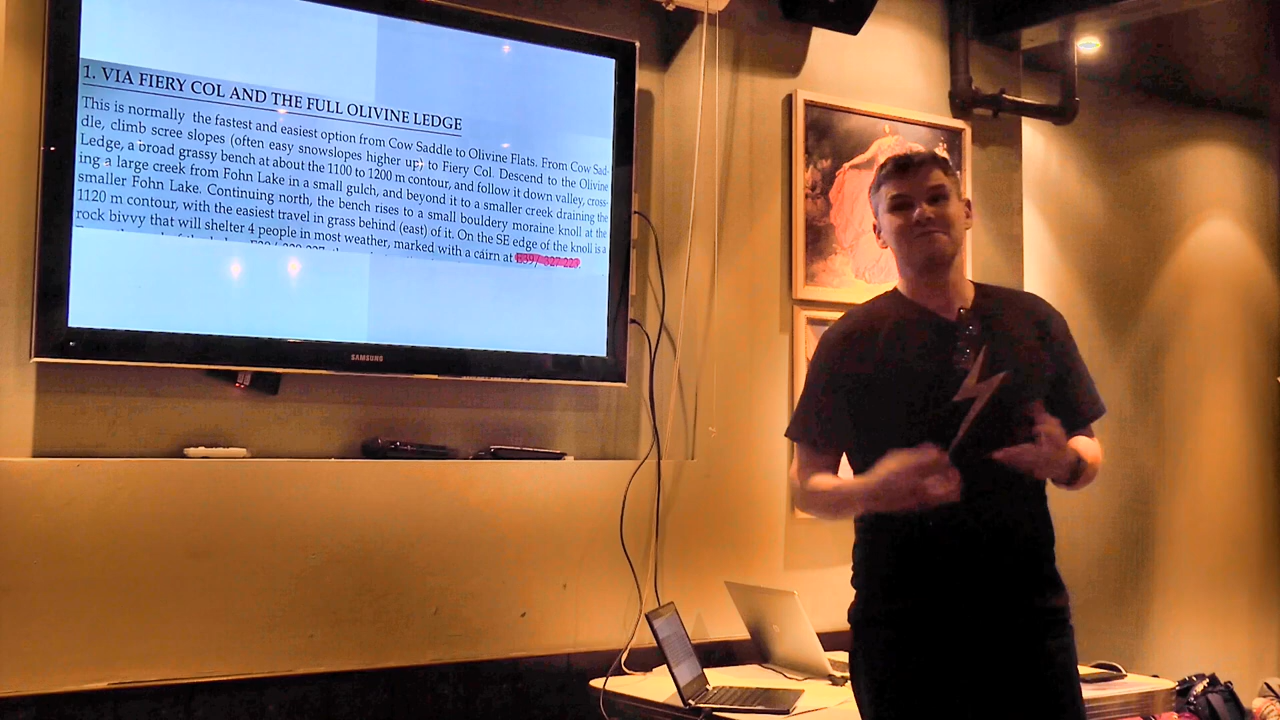 1. VIA FIERY COL AND THE FULL OLIVINE LEDGE
This is normally the fastest and easiest option from Cow Saddle to Olivine Flats. From Cow Sad-
dle, climb scree slopes (often easy snowslopes higher up) to Fiery Col. Descend to the Olivine
Ledge, a broad grassy bench at about the 1100 to 1200 m contour, and follow it down valley, cross-
ing a large creek from Fohn Lake in a small gulch, and beyond it to a smaller creek draining the
smaller Fohn Lake. Continuing north, the bench rises to a small bouldery moraine knoll at the
1120 m contour, with the easiest travel in grass behind (east) of it. On the SE edge of the knoll is a
rock bivvy that will shelter 4 people in most weather, marked with a cairn at
SAMSUNG